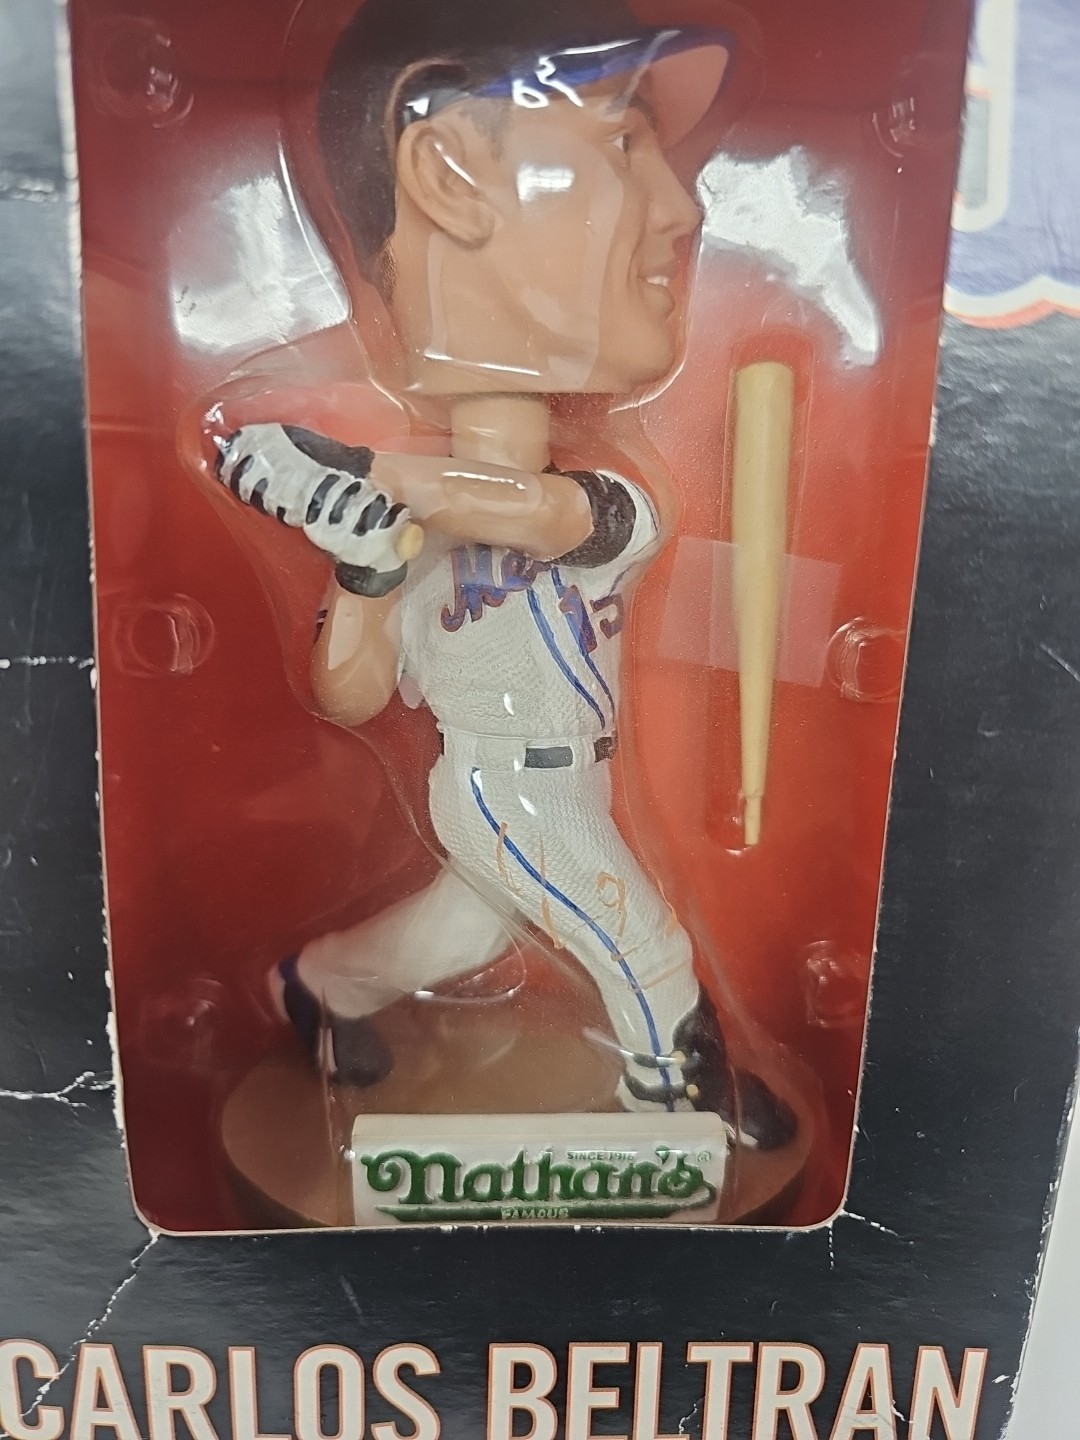 Mets
15
SINCE 1916
Nathan's®
FAMOUS
CARLOS BELTRAN